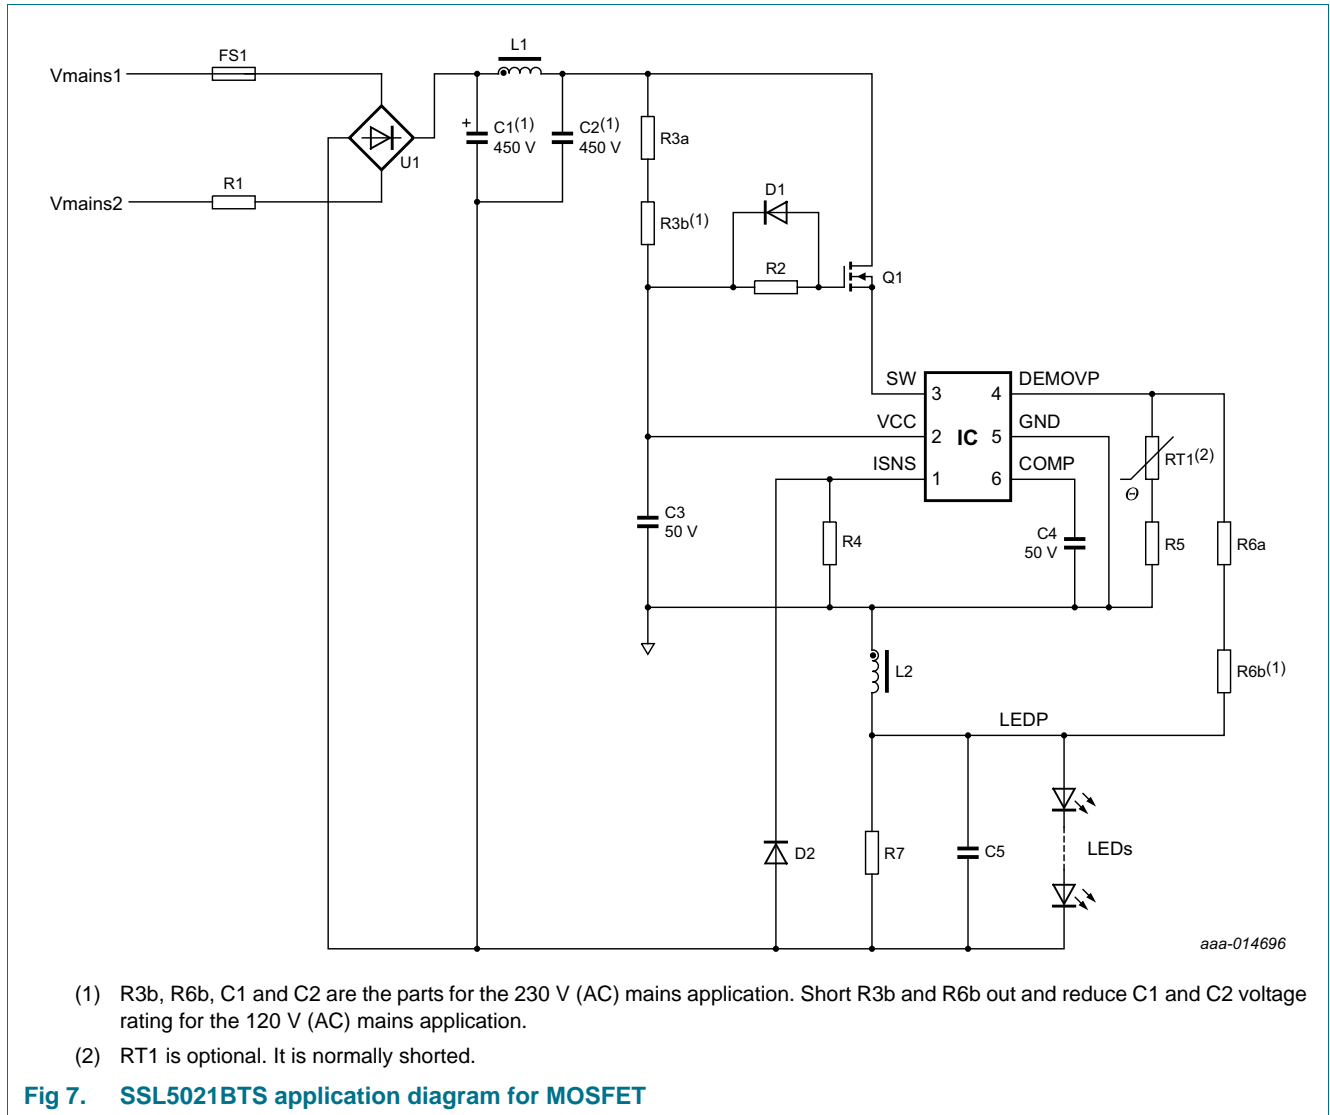 L1
FS1
Vmains1
+
C1(1)
450 V
C2(1)
450 V
R3a
U1
R1
Vmains2
D1
R3b(1)
R2
Q1
SW
DEMOVP
3
4
VCC
GND
2
IC
5
RT1(2)
ISNS
COMP
1
6
Θ
C3
50 V
R4
C4
50 V
R5
R6a
L2
R6b(1)
LEDP
D2
R7
C5
LEDs
aaa-014696
(1) R3b, R6b, C1 and C2 are the parts for the 230 V (AC) mains application. Short R3b and R6b out and reduce C1 and C2 voltage
rating for the 120 V (AC) mains application.
(2) RT1 is optional. It is normally shorted.
Fig 7. SSL5021BTS application diagram for MOSFET